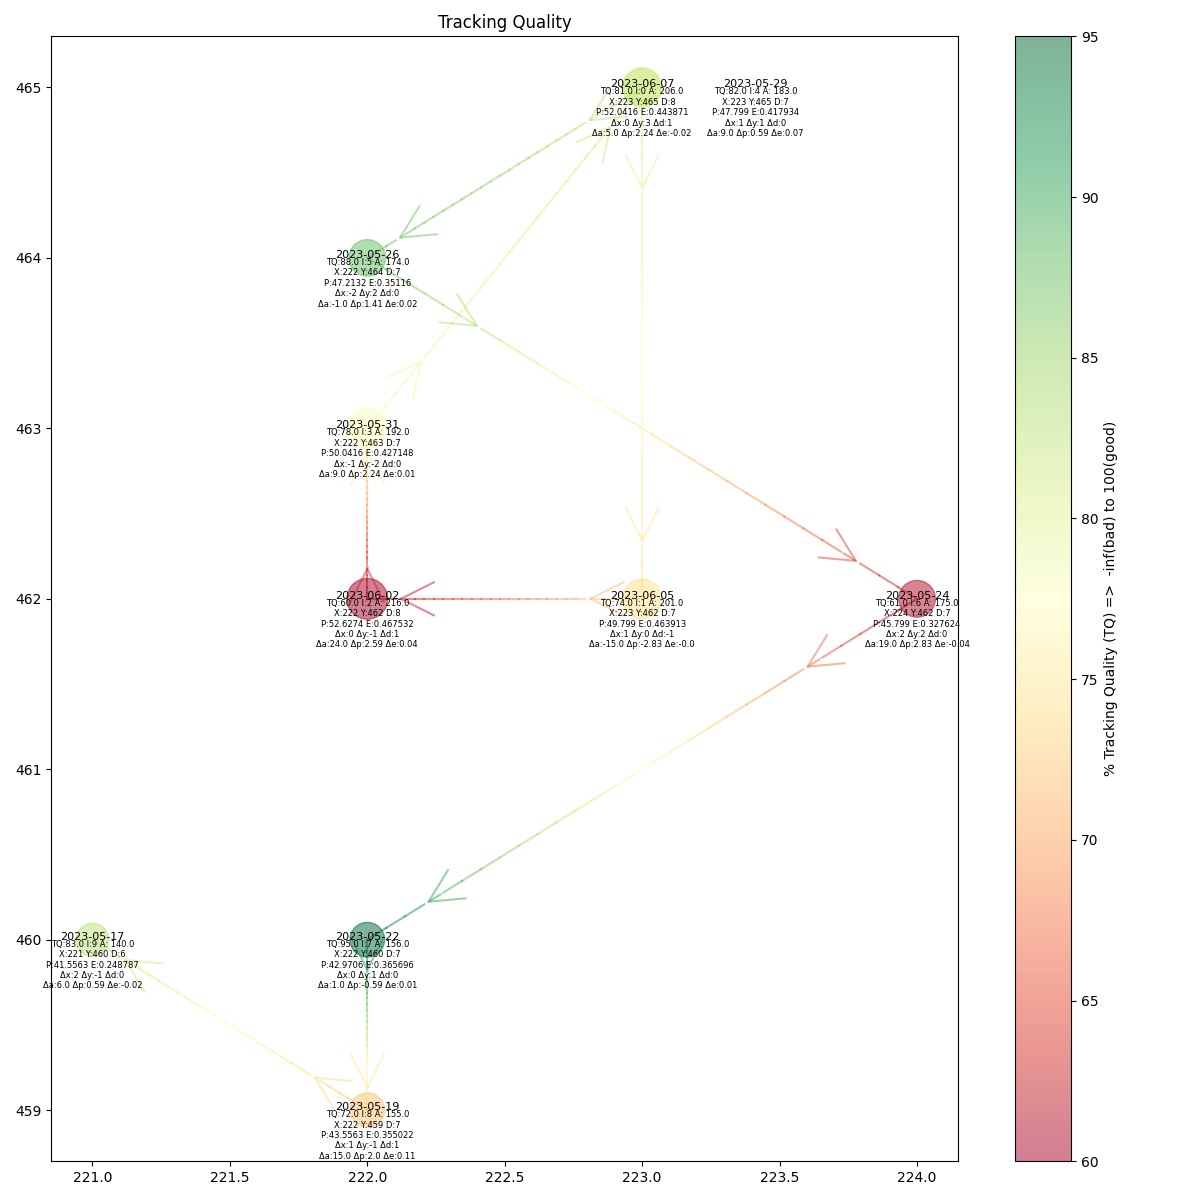 Tracking Quality
2023-06-07
TQ:81.0 I:0 A: 206.0
X:223 Y:465 D:8
P:52.0416 E:0.443871
Δx:0 Δy:3 Δd:1
Δa:5.0 Δp:2.24 Δe:-0.02
2023-05-29
TQ:82.0 I:4 A: 183.0
X:223 Y:465 D:7
P:47.799 E:0.417934
Δx:1 Δy:1 Δd:0
Δa:9.0 Δp:0.59 Δe:0.07
2023-05-26
TQ:88.0 I:5 A: 174.0
X:222 Y:464 D:7
P:47.2132 E:0.35116
Δx:-2 Δy:2 Δd:0
Δa:-1.0 Δp:1.41 Δe:0.02
2023-05-31
TQ:78.0 I:3 A: 192.0
X:222 Y:463 D:7
P:50.0416 E:0.427148
Δx:-1 Δy:-2 Δd:0
Δa:9.0 Δp:2.24 Δe:0.01
2023-06-02
TQ:60.0 I:2 A: 216.0
X:222 Y:462 D:8
P:52.6274 E:0.467532
Δx:0 Δy:-1 Δd:1
Δa:24.0 Δp:2.59 Δe:0.04
2023-06-05
TQ:74.0 I:1 A: 201.0
X:223 Y:462 D:7
P:49.799 E:0.463913
Δx:1 Δy:0 Δd:-1
Δa:-15.0 Δp:-2.83 Δe:-0.0
2023-05-24
TQ:61.0 I:6 A: 175.0
X:224 Y:462 D:7
P:45.799 E:0.327624
Δx:2 Δy:2 Δd:0
Δa:19.0 Δp:2.83 Δe:-0.04
2023-05-17
TQ:83.0 I:9 A: 140.0
X:221 Y:460 D:6
P:41.5563 E:0.248787
Δx:2 Δy:-1 Δd:0
Δa:6.0 Δp:0.59 Δe:-0.02
2023-05-22
TQ:95.0 I:7 A: 156.0
X:222 Y:460 D:7
P:42.9706 E:0.365696
Δx:0 Δy:1 Δd:0
Δa:1.0 Δp:-0.59 Δe:0.01
2023-05-19
TQ:72.0 I:8 A: 155.0
X:222 Y:459 D:7
P:43.5563 E:0.355022
Δx:1 Δy:-1 Δd:1
Δa:15.0 Δp:2.0 Δe:0.11
465
464
463
462
461
460
459
221.0
221.5
222.0
222.5
223.0
223.5
224.0
95
90
85
80
75
70
65
60
% Tracking Quality (TQ) => -inf(bad) to 100(good)